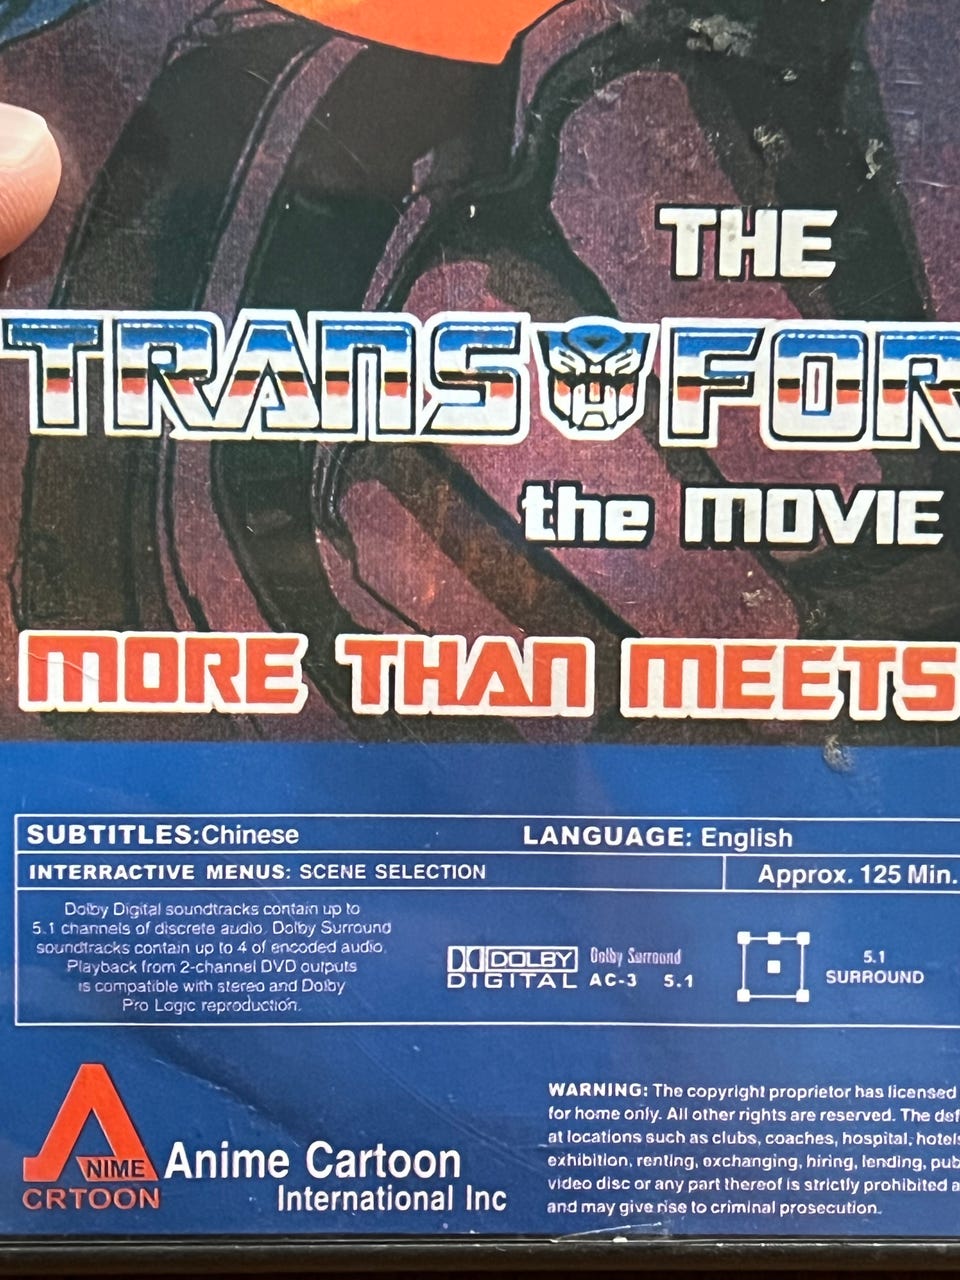 THE
TRANSFOR
the MOVIE
MORE THAN MEETS
SUBTITLES:Chinese
LANGUAGE: English
INTERRACTIVE MENUS: SCENE SELECTION
Approx. 125 Min.
Dolby Digital soundtracks contain up to
5.1 channels of discrete audio. Dolby Surround
soundtracks contain up to 4 of encoded audio.
Playback from 2-channel DVD outputs
is compatible with stereo and Dolby
Pro Logic reproduction.
DOLBY
DIGITAL
Dolby Surround
AC-3 5.1
5.1
SURROUND
NIME
CRTOON
Anime Cartoon
International Inc
WARNING: The copyright proprietor has licensed
for home only. All other rights are reserved. The def
at locations such as clubs, coaches, hospital, hotels
exhibition, renting, exchanging, hiring, lending, pub
video disc or any part thereof is strictly prohibited a
and may give rise to criminal prosecution.